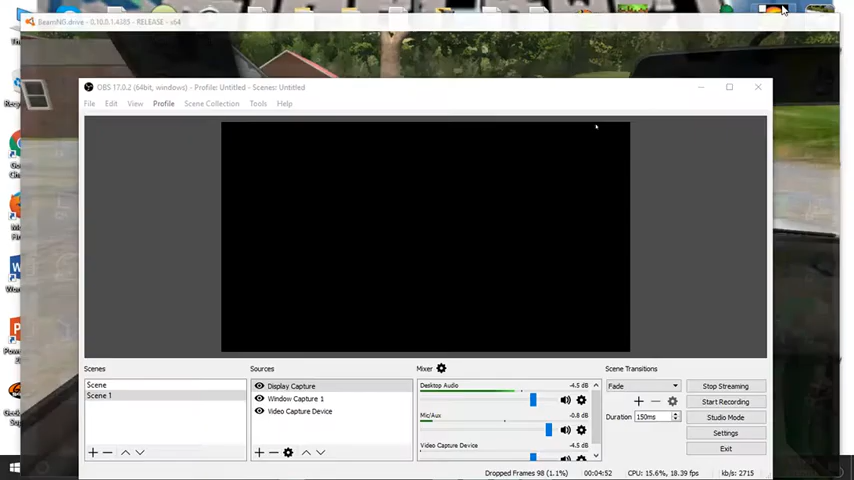 BeamNG.drive - 0.10.0.1.4385 - RELEASE - x64
OBS 17.0.2 (64bit, windows) - Profile: Untitled - Scenes: Untitled
File Edit View Profile Scene Collection Tools Help
Scenes Sources Mixer Scene Transitions
Scene
Scene 1
Display Capture
Window Capture 1
Video Capture Device
Desktop Audio -4.5 dB
Mic/Aux -0.8 dB
Video Capture Device -4.5 dB
Fade
Duration 150ms
Stop Streaming
Start Recording
Studio Mode
Settings
Exit
Dropped Frames 98 (1.1%) 00:04:52 CPU: 15.6%, 18.39 fps kb/s: 2715